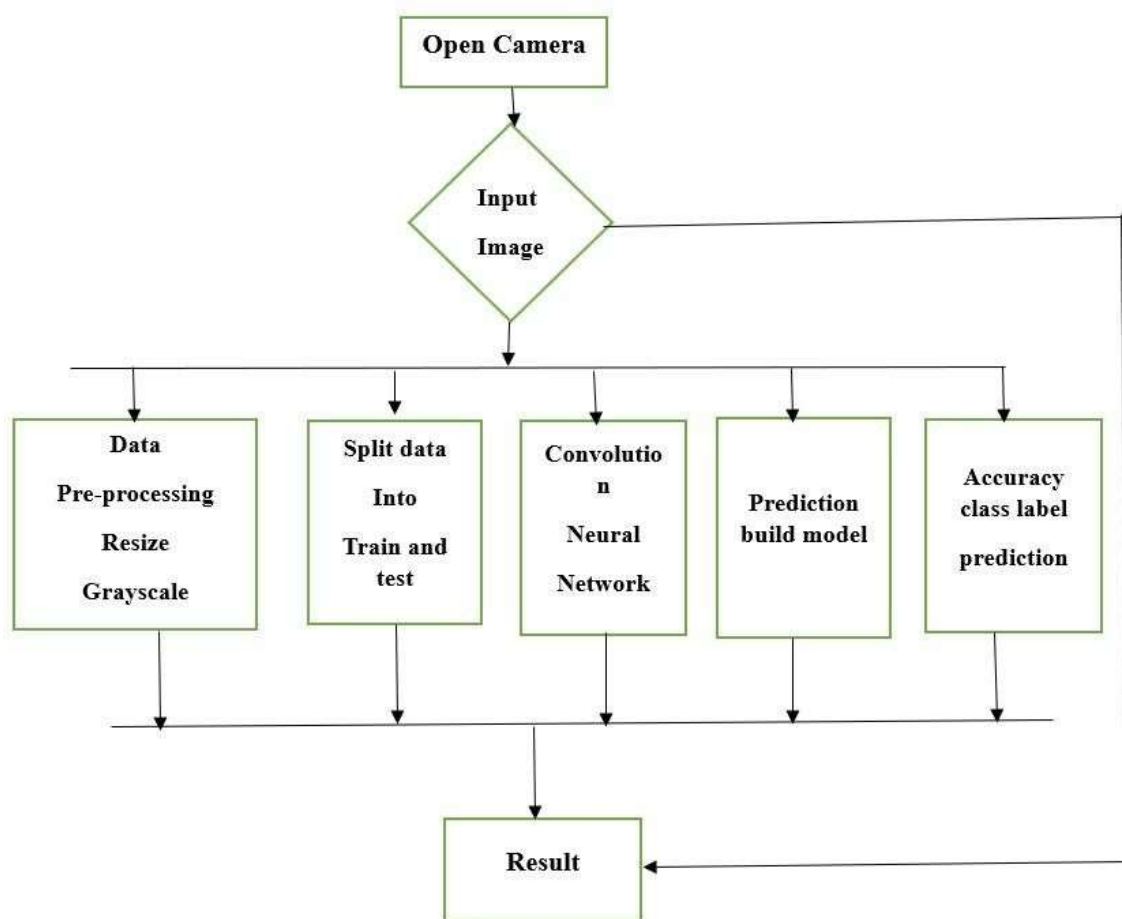 Open Camera
Input
Image
Data
Pre-processing
Resize
Grayscale
Split data
Into
Train and
test
Convolutio
n
Neural
Network
Prediction
build model
Accuracy
class label
prediction
Result